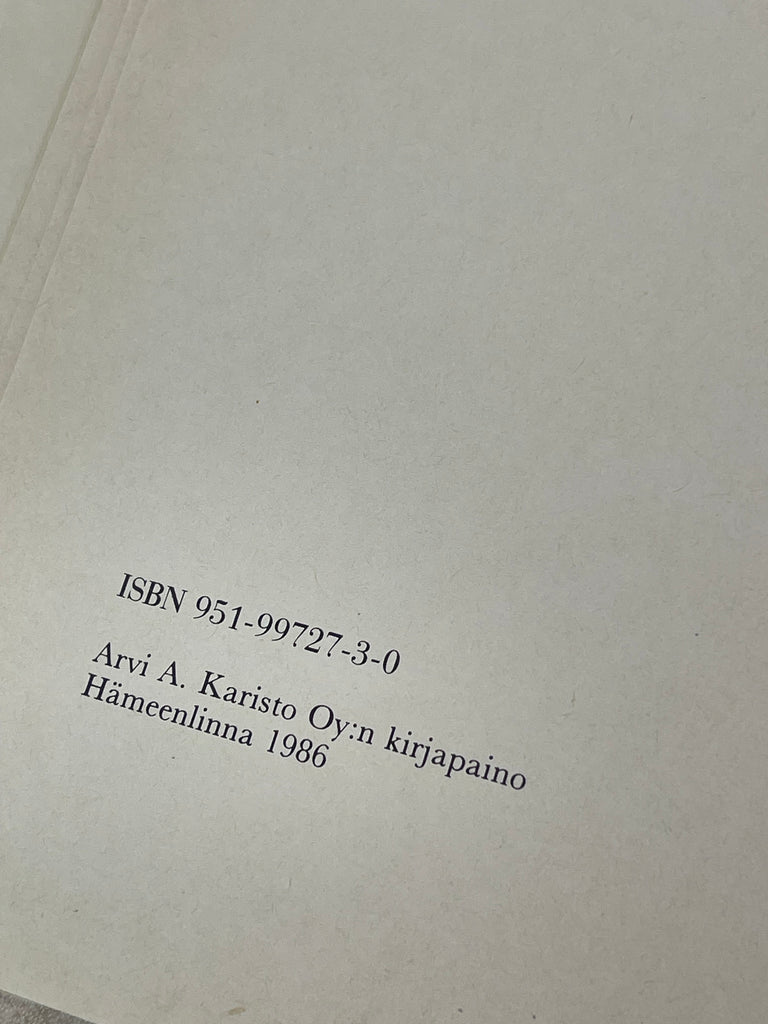 ISBN 951-99727-3-0
Arvi A. Karisto Oy:n kirjapaino
Hämeenlinna 1986